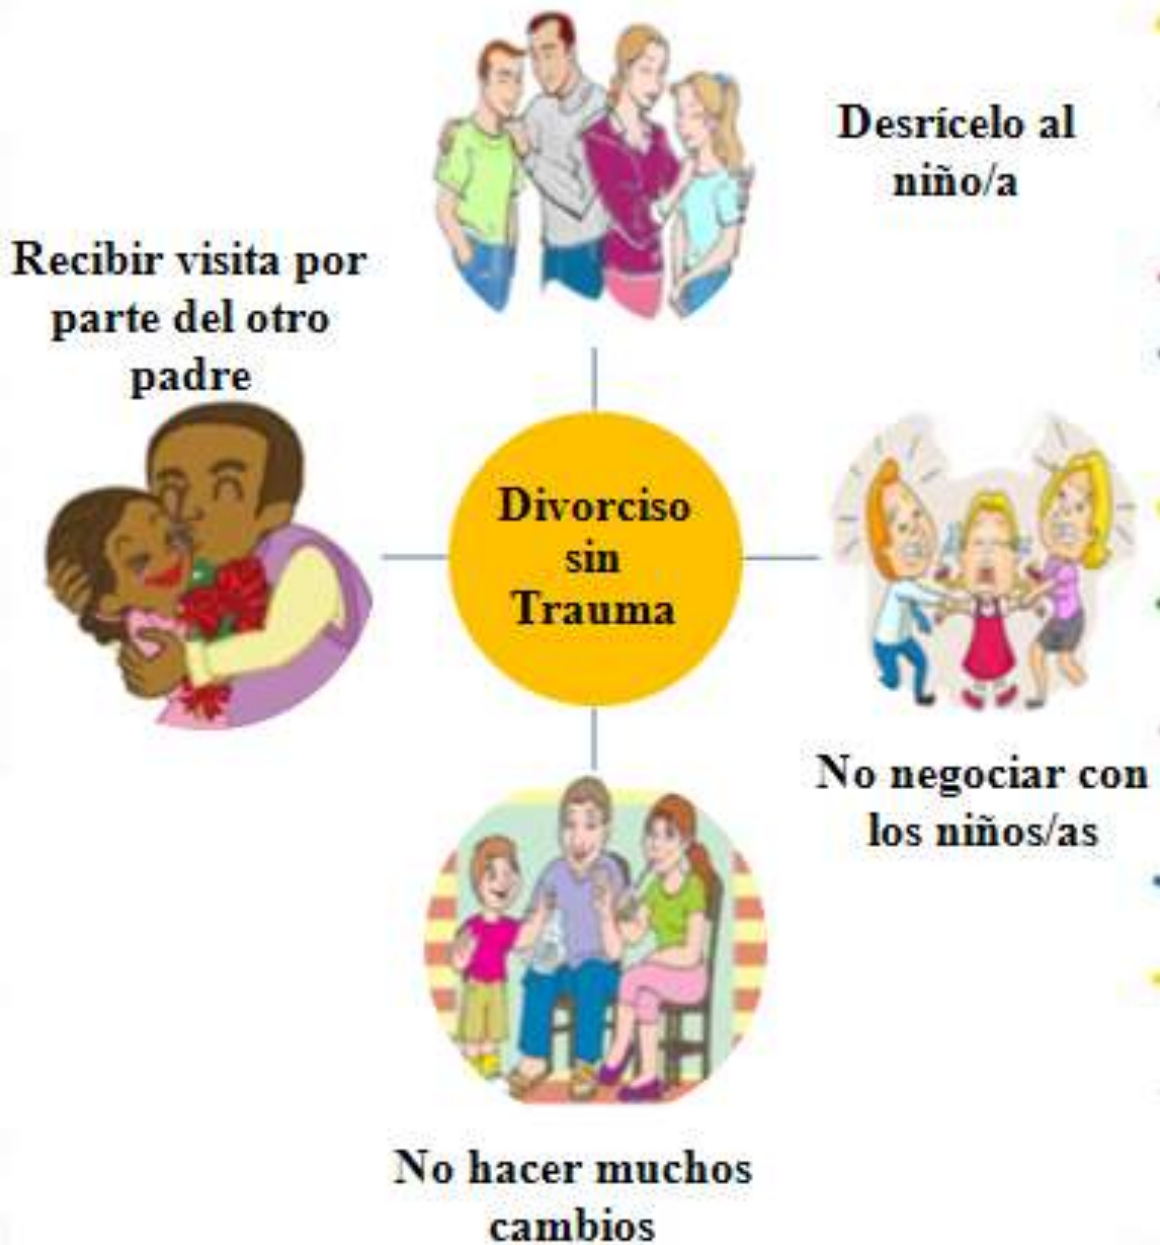 Desrícelo al
niño/a
Recibir visita por
parte del otro
padre
Divorciso
sin
Trauma
No negociar con
los niños/as
No hacer muchos
cambios